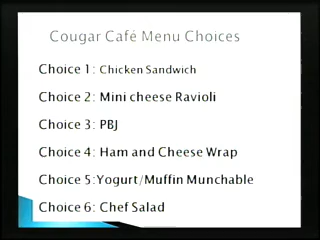 Cougar Café Menu Choices
Choice 1: Chicken Sandwich
Choice 2: Mini cheese Ravioli
Choice 3: PBJ
Choice 4: Ham and Cheese Wrap
Choice 5:Yogurt/Muffin Munchable
Choice 6: Chef Salad